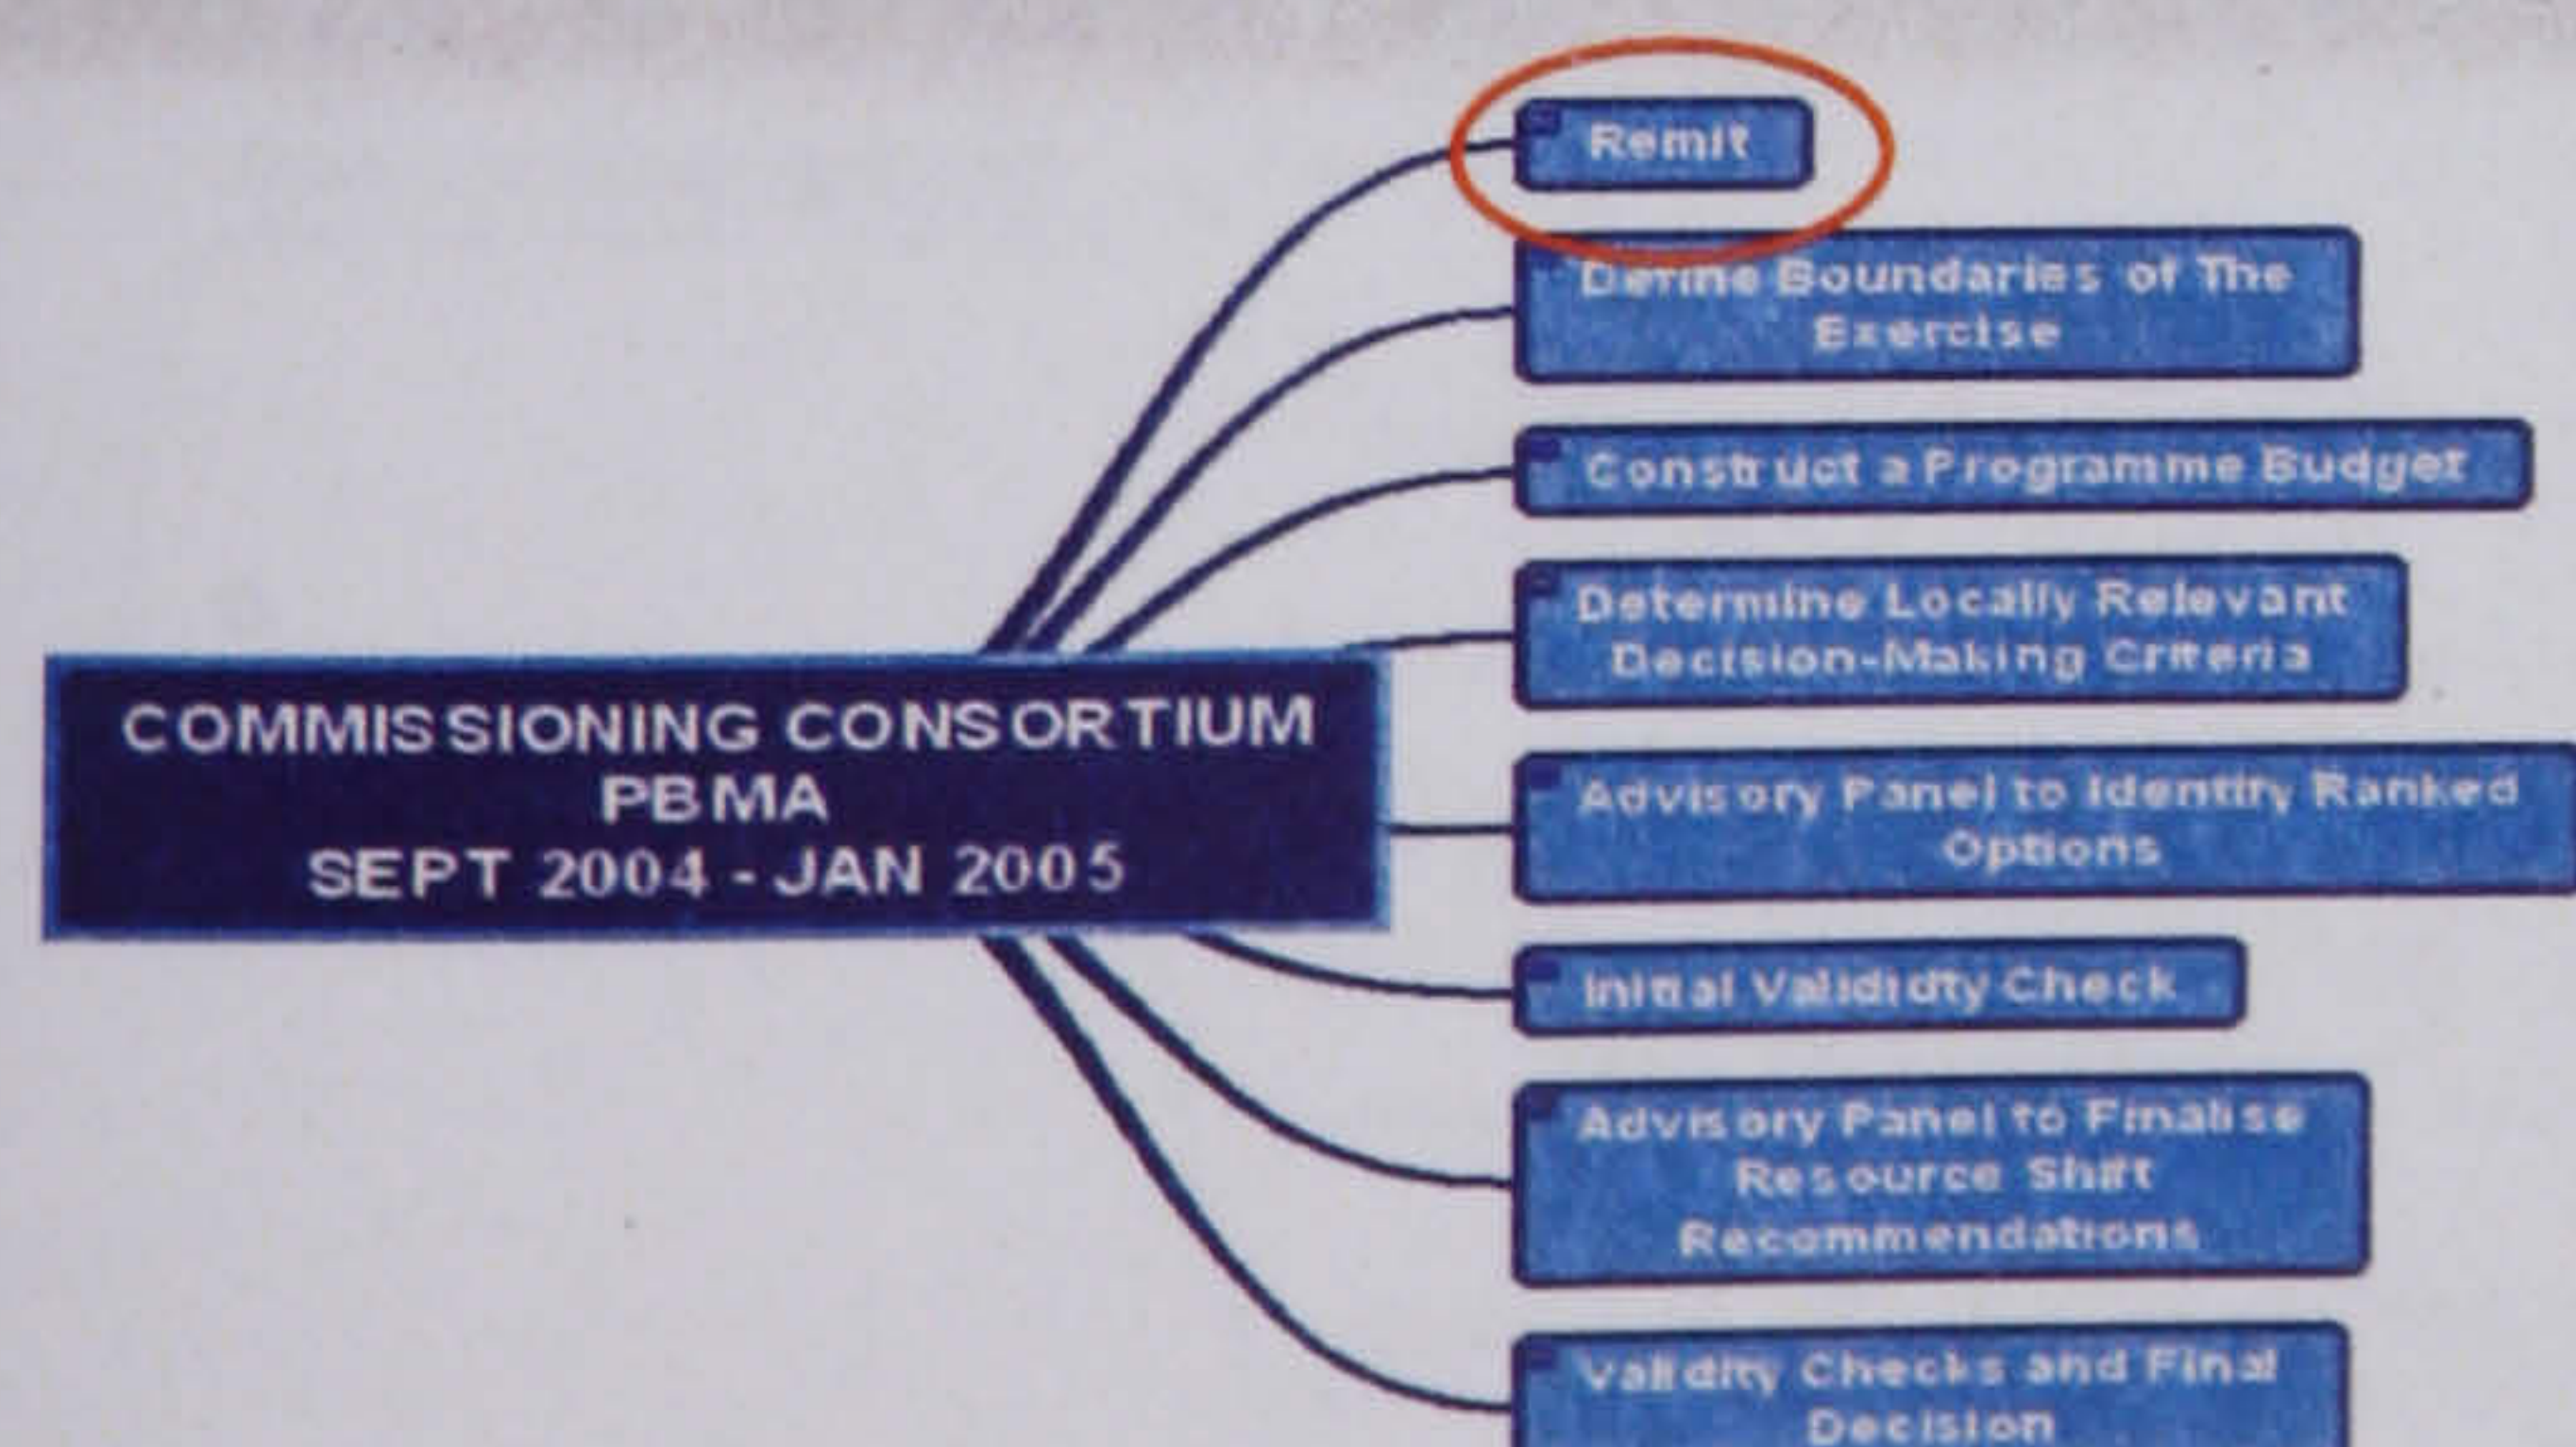 Remit
Define Boundaries of The
Exercise
Construct a Programme Budget
Determine Locally Relevant
Decision-Making Criteria
COMMISSIONING CONSORTIUM
PBMA
SEPT 2004 - JAN 2005
Advisory Panel to Identify Ranked
Options
Initial Valididty Check
Advisory Panel to Finalise
Resource Shift
Recommendations
Validity Checks and Final
Decision